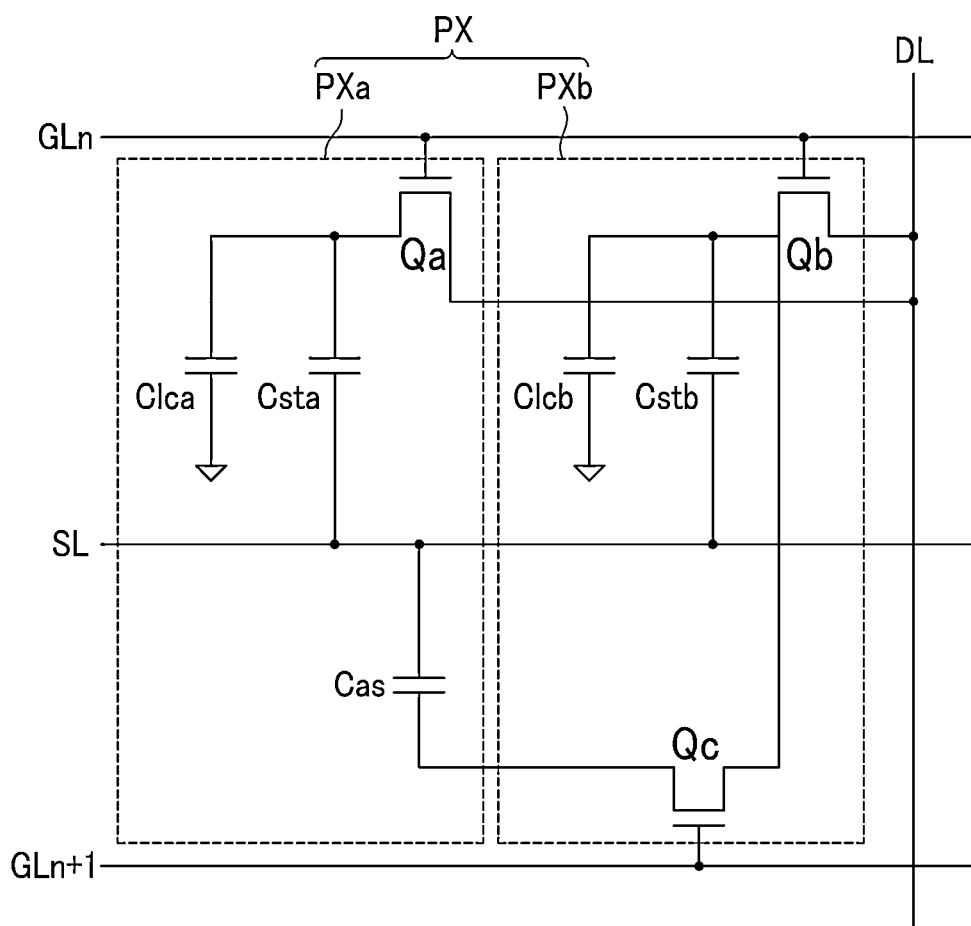 PX
DL
PXa
PXb
GLn
Qa
Qb
Clca
Csta
Clcb
Cstb
SL
Cas
Qc
GLn+1